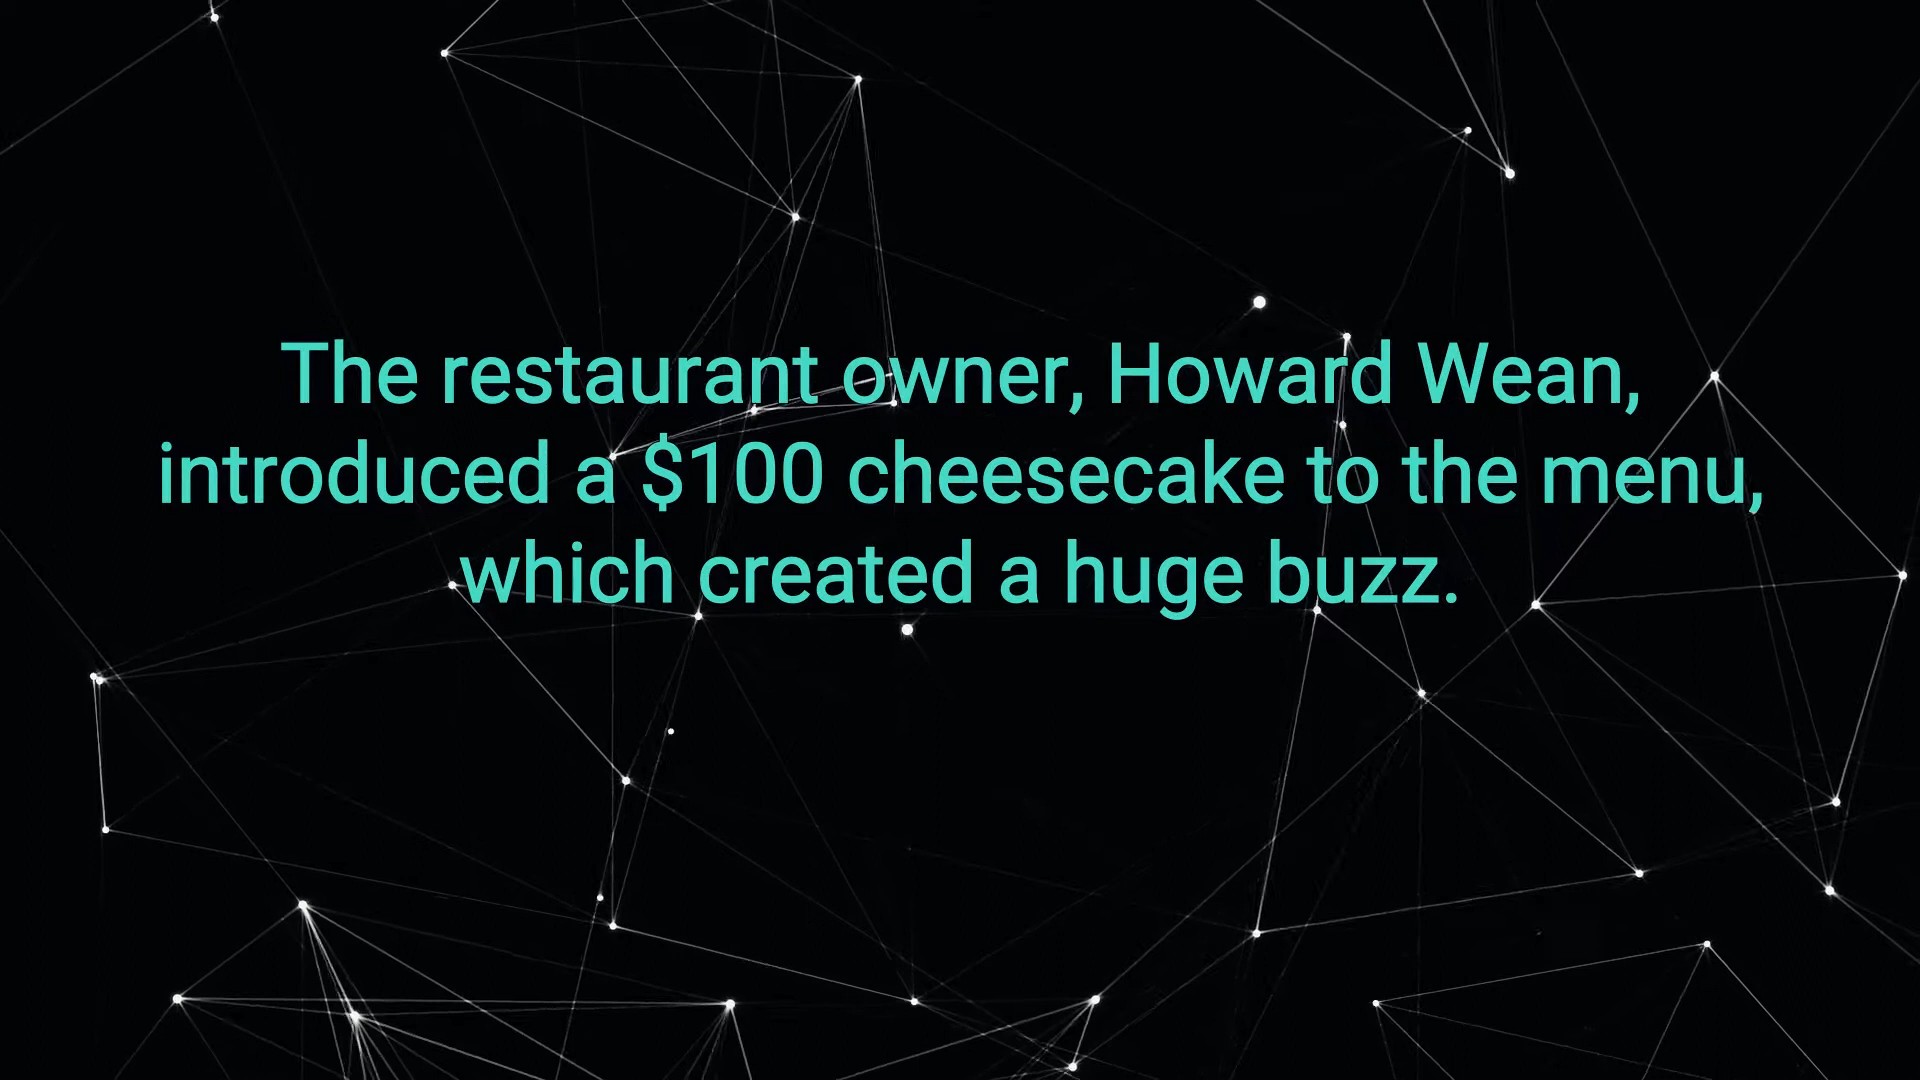 The restaurant owner, Howard Wean,
introduced a $100 cheesecake to the menu,
which created a huge buzz.